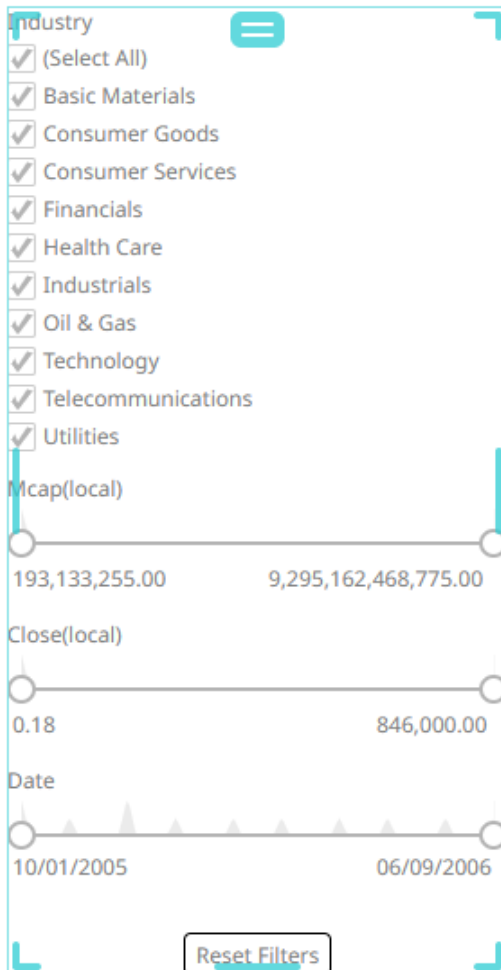 Industry
(Select All)
Basic Materials
Consumer Goods
Consumer Services
Financials
Health Care
Industrials
Oil & Gas
Technology
Telecommunications
Utilities
Mcap(local)
193,133,255.00 9,295,162,468,775.00
Close(local)
0.18 846,000.00
Date
10/01/2005 06/09/2006
Reset Filters